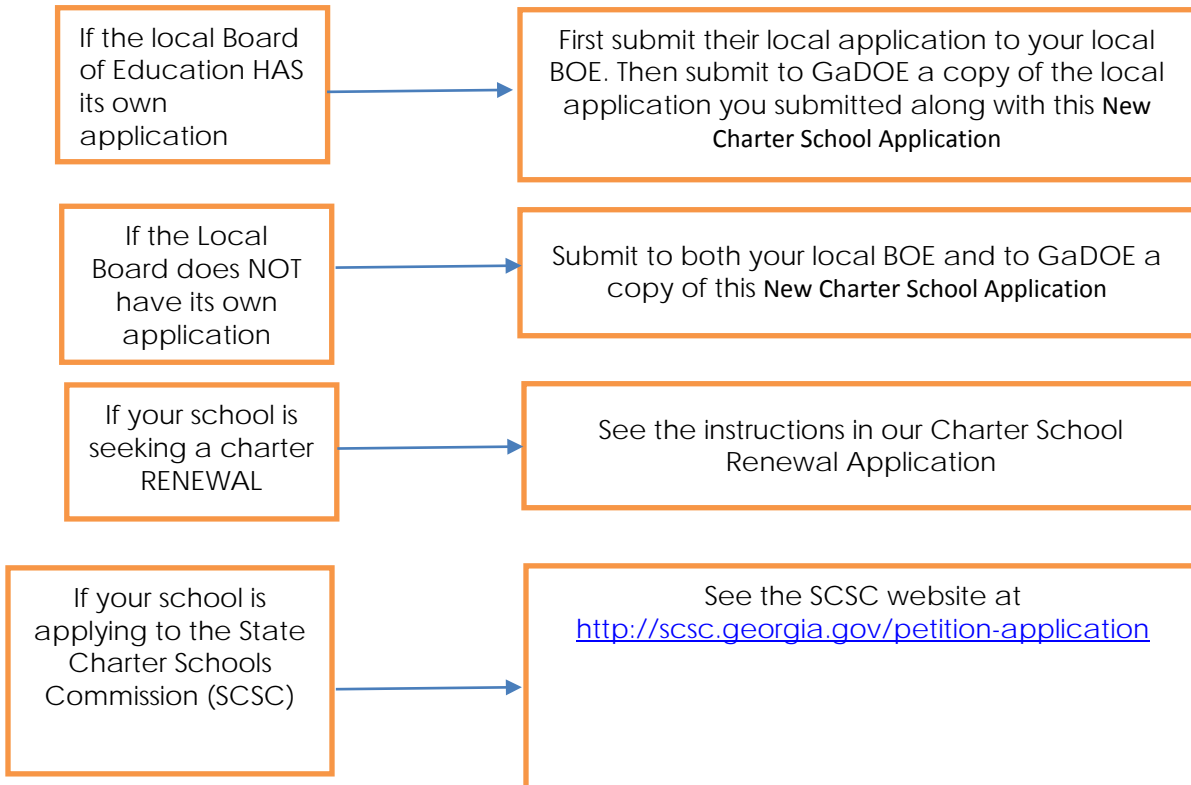 If the local Board
of Education HAS
its own
application
First submit their local application to your local
BOE. Then submit to GaDOE a copy of the local
application you submitted along with this New
Charter School Application
If the Local
Board does NOT
have its own
application
Submit to both your local BOE and to GaDOE a
copy of this New Charter School Application
If your school is
seeking a charter
RENEWAL
See the instructions in our Charter School
Renewal Application
If your school is
applying to the State
Charter Schools
Commission (SCSC)
See the SCSC website at
http://scsc.georgia.gov/petition-application